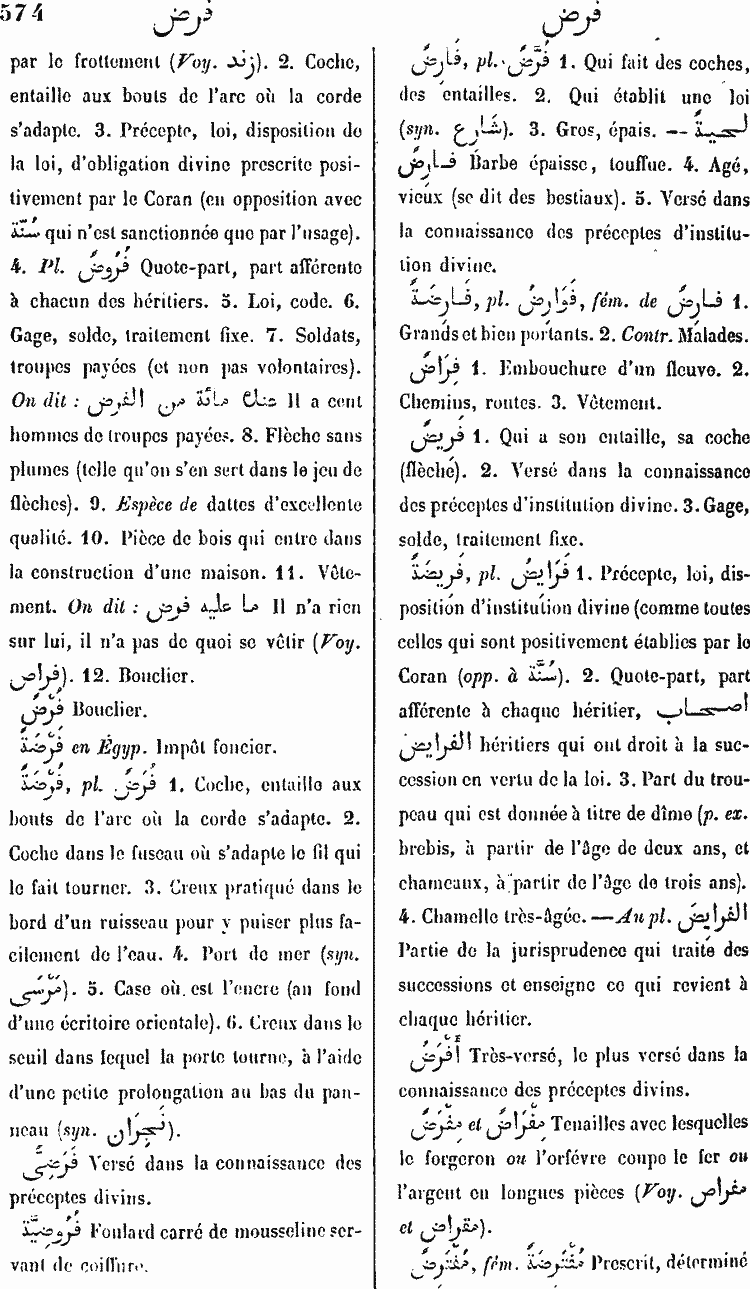 574 فرض فرض
par le frottement (Voy. زند). 2. Coche,
entaille aux bouts de l'arc où la corde
s'adapte. 3. Précepte, loi, disposition de
la loi, d'obligation divine prescrite posi-
tivement par le Coran (en opposition avec
سُنّة qui n'est sanctionnée que par l'usage).
4. Pl. فُرُوضٌ Quote-part, part afférente
à chacun des héritiers. 5. Loi, code. 6.
Gage, solde, traitement fixe. 7. Soldats,
troupes payées (et non pas volontaires).
On dit : عنك مائة من الفرض Il a cent
hommes de troupes payées. 8. Flèche sans
plumes (telle qu'on s'en sert dans le jeu de
flèches). 9. Espèce de dattes d'excellente
qualité. 10. Pièce de bois qui entre dans
la construction d'une maison. 11. Vête-
ment. On dit : ما عليه فرض Il n'a rien
sur lui, il n'a pas de quoi se vêtir (Voy.
فراص). 12. Bouclier.
فَرْضٌ Bouclier.
فَرْضَةٌ en Égyp. Impôt foncier.
فُرْضَةٌ, pl. فُرَضٌ 1. Coche, entaille aux
bouts de l'arc où la corde s'adapte. 2.
Coche dans le fuseau où s'adapte le fil qui
le fait tourner. 3. Creux pratiqué dans le
bord d'un ruisseau pour y puiser plus fa-
cilement de l'eau. 4. Port de mer (syn.
مَرْسَى). 5. Case où est l'encre (au fond
d'une écritoire orientale). 6. Creux dans le
seuil dans lequel la porte tourne, à l'aide
d'une petite prolongation au bas du pan-
neau (syn. نَجِرَان).
فَرَضِىٌّ Versé dans la connaissance des
préceptes divins.
فُرُوضِيَّة Foulard carré de mousseline ser-
vant de coiffure.
فَارِضٌ, pl. فُرَّضٌ 1. Qui fait des coches,
des entailles. 2. Qui établit une loi
(syn. شَارِع). 3. Gros, épais. — لحيةٌ
فارضٌ Barbe épaisse, touffue. 4. Agé,
vieux (se dit des bestiaux). 5. Versé dans
la connaissance des préceptes d'institu-
tion divine.
فَارِضَةٌ, pl. فَوَارِضُ, fém. de فارضٌ 1.
Grands et bien portants. 2. Contr. Malades.
فِرَاضٌ 1. Embouchure d'un fleuve. 2.
Chemins, routes. 3. Vêtement.
فَرِيضٌ 1. Qui a son entaille, sa coche
(flèche). 2. Versé dans la connaissance
des préceptes d'institution divine. 3. Gage,
solde, traitement fixe.
فَرِيضَةٌ, pl. فَرَايِضُ 1. Précepte, loi, dis-
position d'institution divine (comme toutes
celles qui sont positivement établies par le
Coran (opp. à سُنَّة). 2. Quote-part, part
afférente à chaque héritier, اصحاب
الفرايض héritiers qui ont droit à la suc-
cession en vertu de la loi. 3. Part du trou-
peau qui est donnée à titre de dîme (p. ex.
brebis, à partir de l'âge de deux ans, et
chameaux, à partir de l'âge de trois ans).
4. Chamelle très-âgée. — Au pl. الفرايض
Partie de la jurisprudence qui traite des
successions et enseigne ce qui revient à
chaque héritier.
أَفْرَضُ Très-versé, le plus versé dans la
connaissance des préceptes divins.
مِفْرَضٌ et مِفْرَاضٌ Tenailles avec lesquelles
le forgeron ou l'orfévre coupe le fer ou
l'argent en longues pièces (Voy. مفراص
et مقراض).
مُفْتَرَضٌ, fém. مُفْتَرَضَةٌ Prescrit, déterminé